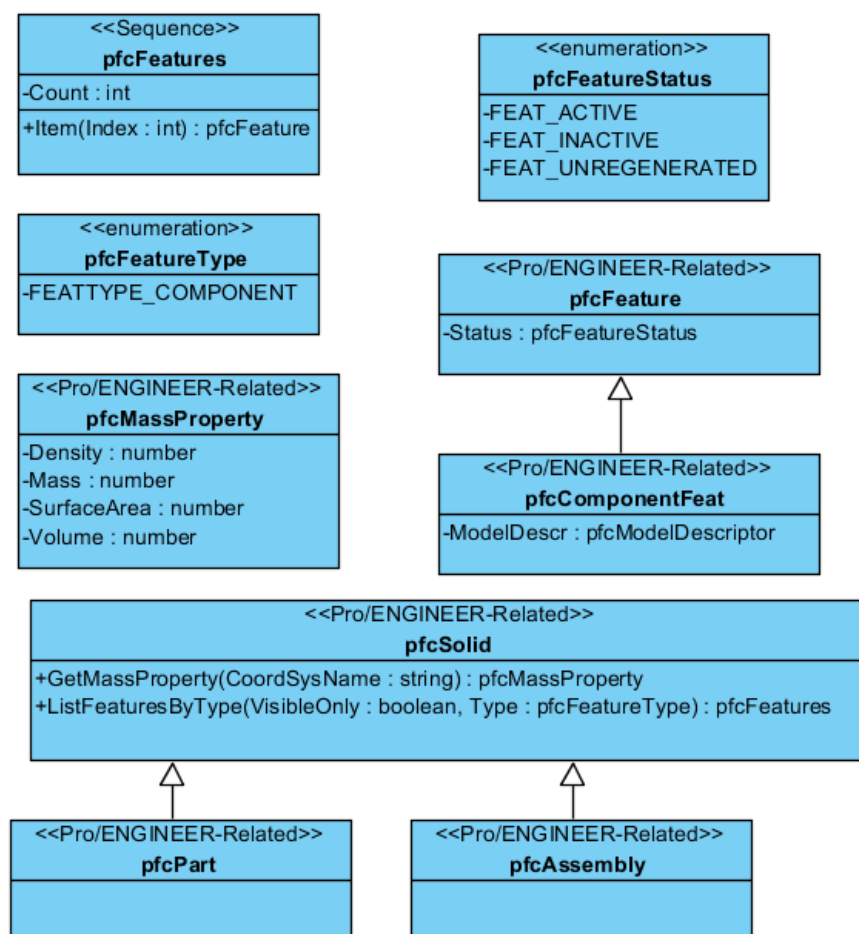 <<Sequence>>
pfcFeatures
-Count : int
+Item(Index : int) : pfcFeature
<<enumeration>>
pfcFeatureStatus
-FEAT_ACTIVE
-FEAT_INACTIVE
-FEAT_UNREGENERATED
<<enumeration>>
pfcFeatureType
-FEATTYPE_COMPONENT
<<Pro/ENGINEER-Related>>
pfcFeature
-Status : pfcFeatureStatus
<<Pro/ENGINEER-Related>>
pfcMassProperty
-Density : number
-Mass : number
-SurfaceArea : number
-Volume : number
<<Pro/ENGINEER-Related>>
pfcComponentFeat
-ModelDescr : pfcModelDescriptor
<<Pro/ENGINEER-Related>>
pfcSolid
+GetMassProperty(CoordSysName : string) : pfcMassProperty
+ListFeaturesByType(VisibleOnly : boolean, Type : pfcFeatureType) : pfcFeatures
<<Pro/ENGINEER-Related>>
pfcPart
<<Pro/ENGINEER-Related>>
pfcAssembly